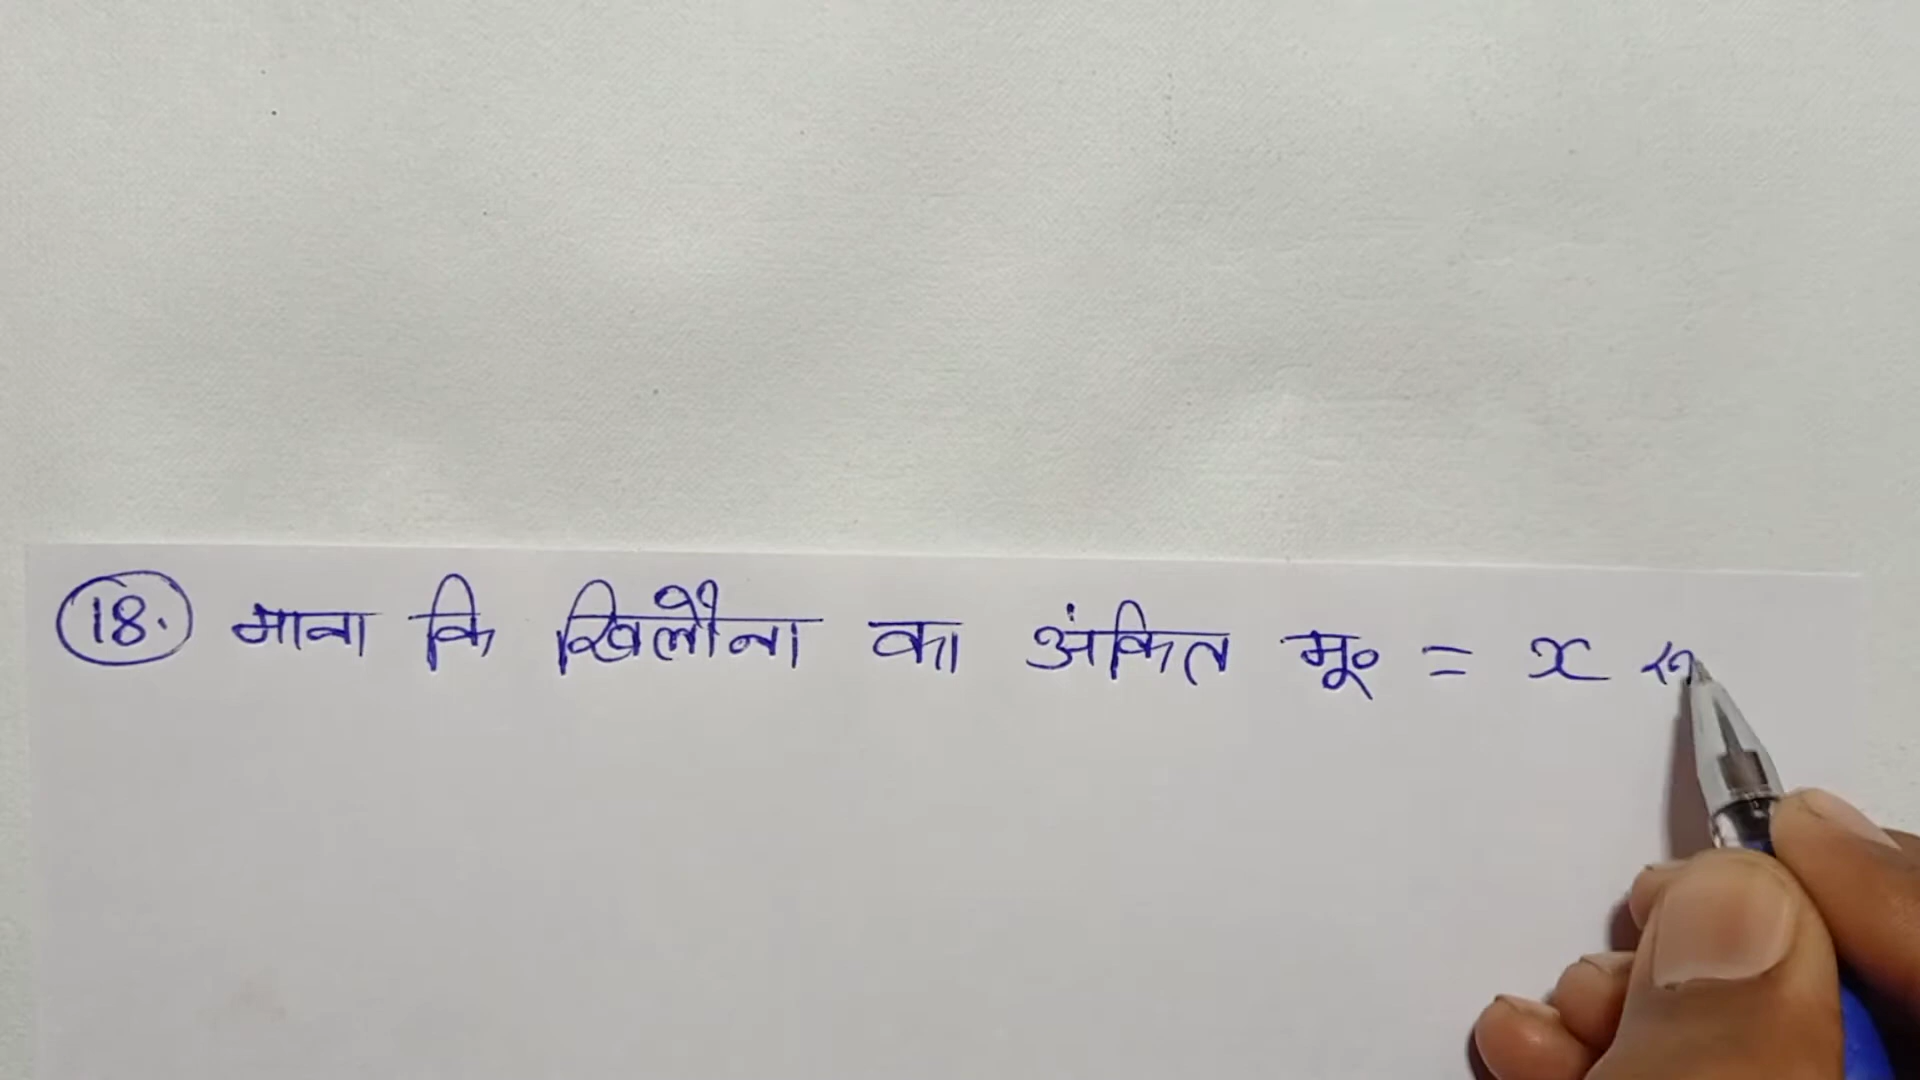 18. माना कि खिलौना का अंकित मू० = x